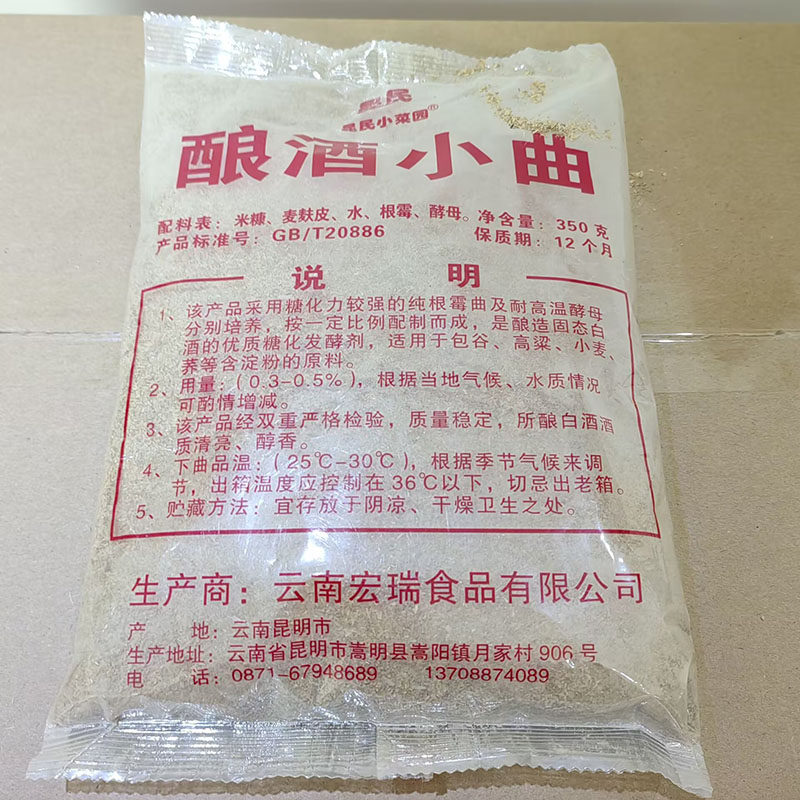 昆民
昆民小菜园®
酿酒小曲
配料表：米糠、麦麸皮、水、根霉、酵母。净含量：350克
产品标准号：GB/T20886 保质期：12个月
说 明
1、该产品采用糖化力较强的纯根霉曲及耐高温酵母
分别培养，按一定比例配制而成，是酿造固态白
酒的优质糖化发酵剂，适用于包谷、高粱、小麦、
荞等含淀粉的原料。
2、用量：(0.3-0.5%)，根据当地气候、水质情况
可酌情增减。
3、该产品经双重严格检验，质量稳定，所酿白酒酒
质清亮、醇香。
4、下曲品温：(25℃-30℃)，根据季节气候来调
节，出箱温度应控制在36℃以下，切忌出老箱。
5、贮藏方法：宜存放于阴凉、干燥卫生之处。
生产商：云南宏瑞食品有限公司
产 地：云南昆明市
生产地址：云南省昆明市嵩明县嵩阳镇月家村906号
电 话：0871-67948689 13708874089